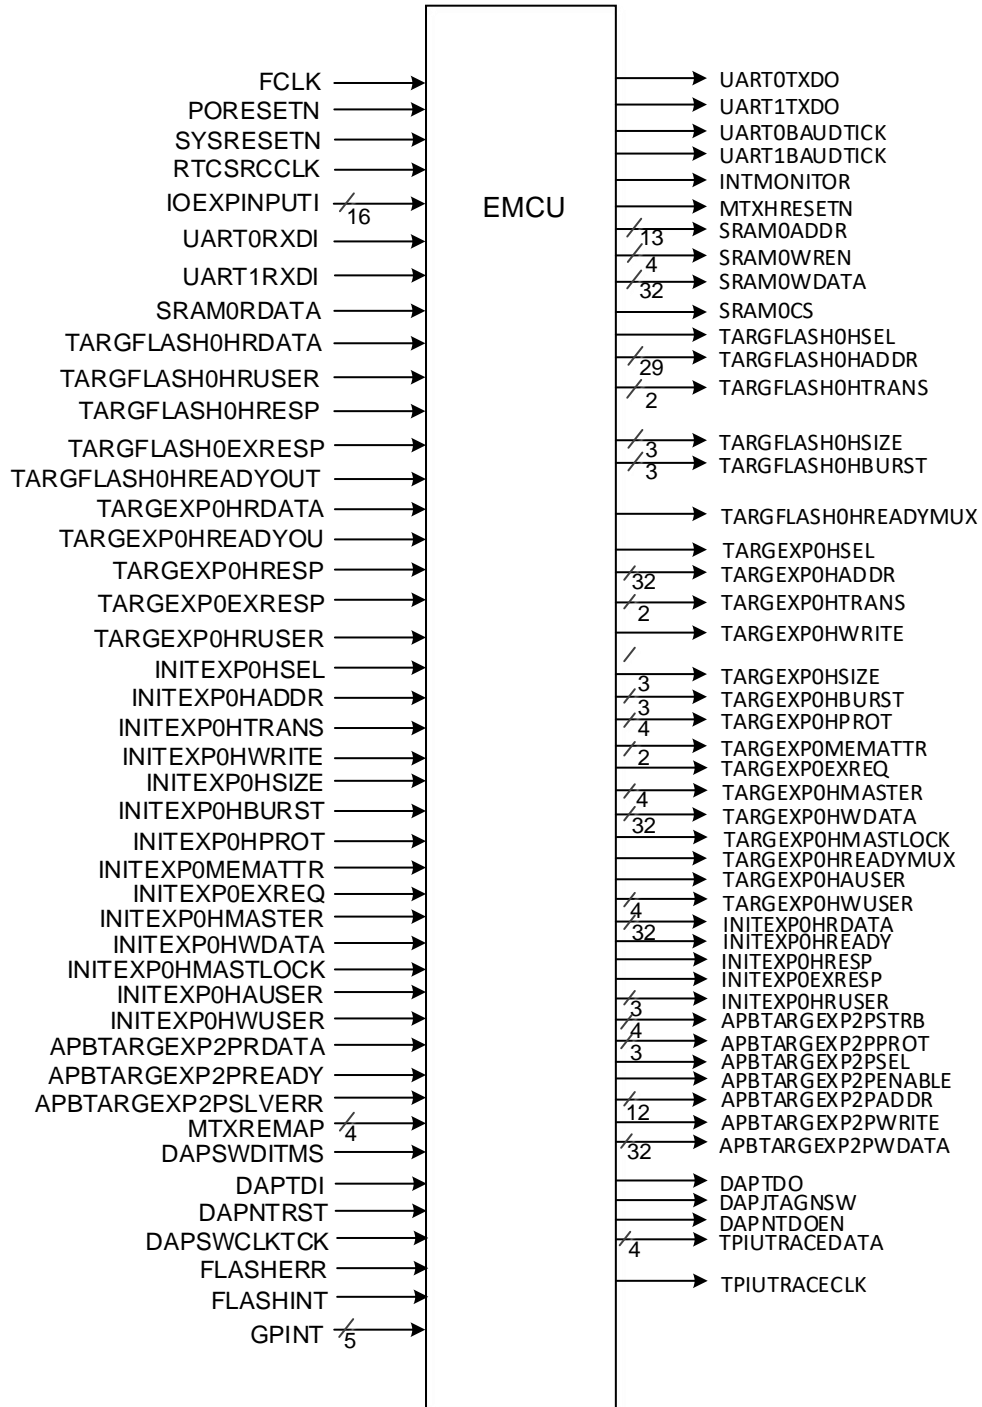 FCLK
PORESETN
SYSRESETN
RTCSRCCLK
IOEXPINPUTI
16
UART0RXDI
UART1RXDI
SRAM0RDATA
TARGFLASH0HRDATA
TARGFLASH0HRUSER
TARGFLASH0HRESP
TARGFLASH0EXRESP
TARGFLASH0HREADYOUT
TARGEXP0HRDATA
TARGEXP0HREADYOU
TARGEXP0HRESP
TARGEXP0EXRESP
TARGEXP0HRUSER
INITEXP0HSEL
INITEXP0HADDR
INITEXP0HTRANS
INITEXP0HWRITE
INITEXP0HSIZE
INITEXP0HBURST
INITEXP0HPROT
INITEXP0MEMATTR
INITEXP0EXREQ
INITEXP0HMASTER
INITEXP0HWDATA
INITEXP0HMASTLOCK
INITEXP0HAUSER
INITEXP0HWUSER
APBTARGEXP2PRDATA
APBTARGEXP2PREADY
APBTARGEXP2PSLVERR
MTXREMAP
4
DAPSWDITMS
DAPTDI
DAPNTRST
DAPSWCLKTCK
FLASHERR
FLASHINT
GPINT
5
EMCU
UART0TXDO
UART1TXDO
UART0BAUDTICK
UART1BAUDTICK
INTMONITOR
MTXHRESETN
13 SRAM0ADDR
4 SRAM0WREN
32 SRAM0WDATA
SRAM0CS
TARGFLASH0HSEL
29 TARGFLASH0HADDR
2 TARGFLASH0HTRANS
3 TARGFLASH0HSIZE
3 TARGFLASH0HBURST
TARGFLASH0HREADYMUX
TARGEXP0HSEL
32 TARGEXP0HADDR
2 TARGEXP0HTRANS
TARGEXP0HWRITE
3 TARGEXP0HSIZE
3 TARGEXP0HBURST
4 TARGEXP0HPROT
2 TARGEXP0MEMATTR
TARGEXP0EXREQ
4 TARGEXP0HMASTER
32 TARGEXP0HWDATA
TARGEXP0HMASTLOCK
TARGEXP0HREADYMUX
TARGEXP0HAUSER
4 TARGEXP0HWUSER
32 INITEXP0HRDATA
INITEXP0HREADY
INITEXP0HRESP
INITEXP0EXRESP
3 INITEXP0HRUSER
4 APBTARGEXP2PSTRB
3 APBTARGEXP2PPROT
APBTARGEXP2PSEL
APBTARGEXP2PENABLE
12 APBTARGEXP2PADDR
APBTARGEXP2PWRITE
32 APBTARGEXP2PWDATA
DAPTDO
DAPJTAGNSW
DAPNTDOEN
4 TPIUTRACEDATA
TPIUTRACECLK